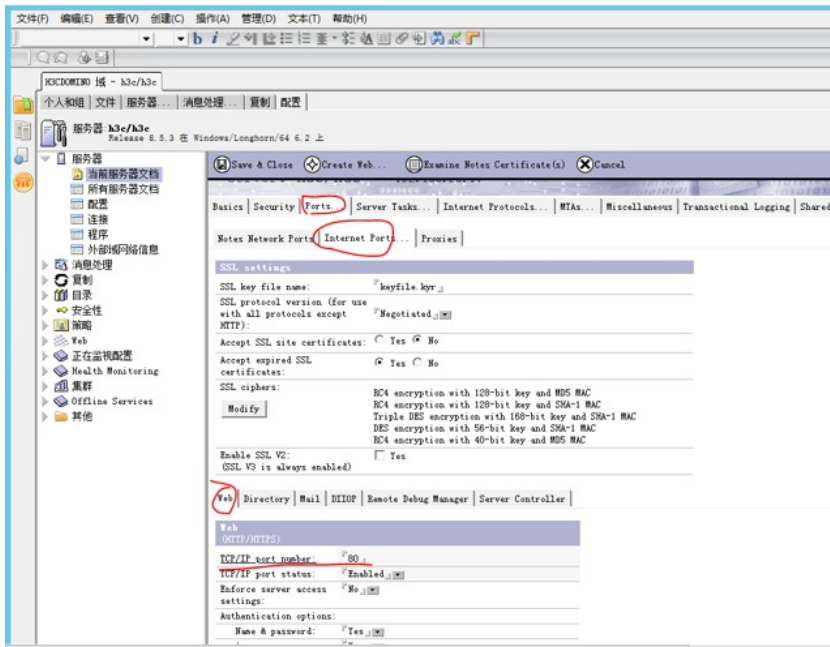 文件(F) 编辑(E) 查看(V) 创建(C) 操作(A) 管理(D) 文本(T) 帮助(H)
H3CDOMINO 域 - h3c/h3c
个人和组 文件 服务器... 消息处理... 复制 配置
服务器:h3c/h3c
Release 8.5.3 在 Windows/Longhorn/64 6.2 上
服务器
当前服务器文档
所有服务器文档
配置
连接
程序
外部域网络信息
消息处理
复制
目录
安全性
策略
Web
正在监视配置
Health Monitoring
集群
Offline Services
其他
Save & Close Create Web... Examine Notes Certificate(s) Cancel
Basics Security Ports... Server Tasks... Internet Protocols... MTAs... Miscellaneous Transactional Logging Shared
Notes Network Ports Internet Ports... Proxies
SSL settings
SSL key file name: keyfile.kyr
SSL protocol version (for use with all protocols except HTTP): Negotiated
Accept SSL site certificates: Yes No
Accept expired SSL certificates: Yes No
SSL ciphers:
Modify
RC4 encryption with 128-bit key and MD5 MAC
RC4 encryption with 128-bit key and SHA-1 MAC
Triple DES encryption with 168-bit key and SHA-1 MAC
DES encryption with 56-bit key and SHA-1 MAC
RC4 encryption with 40-bit key and MD5 MAC
Enable SSL V2: Yes
(SSL V3 is always enabled)
Web Directory Mail DIIOP Remote Debug Manager Server Controller
Web
(HTTP/HTTPS)
TCP/IP port number: 80
TCP/IP port status: Enabled
Enforce server access settings: No
Authentication options:
Name & password: Yes